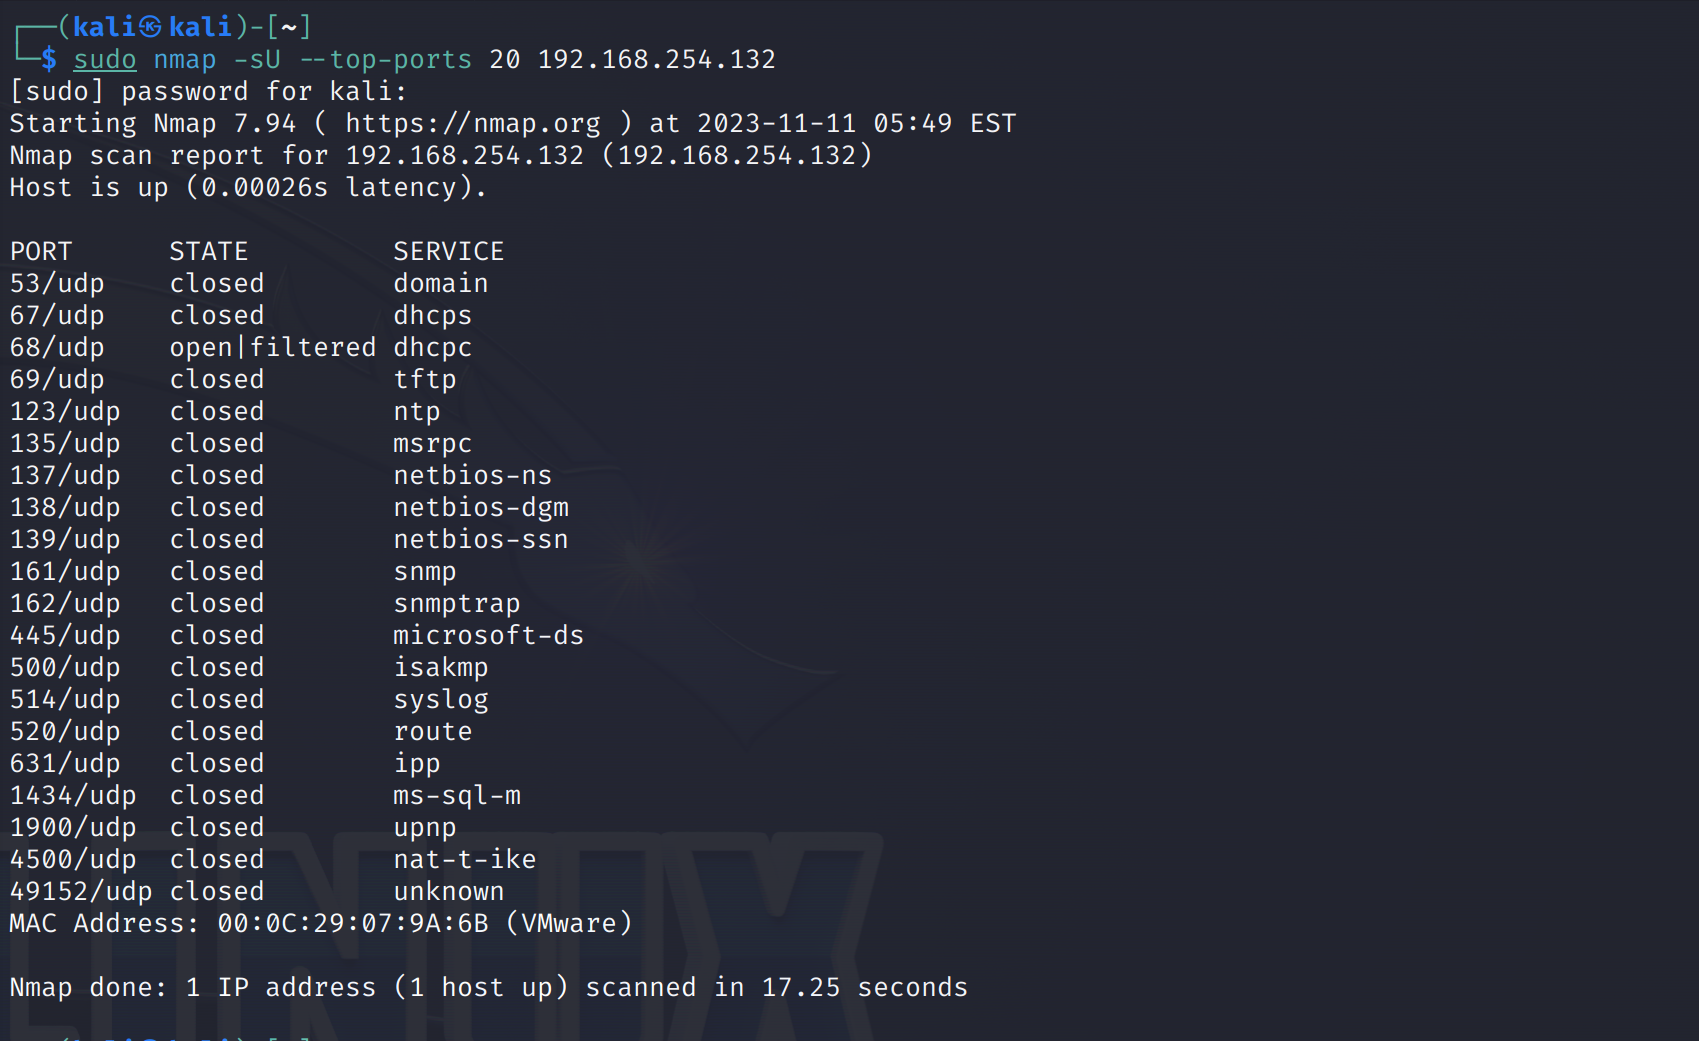 ┌──(kali㉿kali)-[~]
└─$ sudo nmap -sU --top-ports 20 192.168.254.132
[sudo] password for kali:
Starting Nmap 7.94 ( https://nmap.org ) at 2023-11-11 05:49 EST
Nmap scan report for 192.168.254.132 (192.168.254.132)
Host is up (0.00026s latency).

PORT      STATE         SERVICE
53/udp    closed        domain
67/udp    closed        dhcps
68/udp    open|filtered dhcpc
69/udp    closed        tftp
123/udp   closed        ntp
135/udp   closed        msrpc
137/udp   closed        netbios-ns
138/udp   closed        netbios-dgm
139/udp   closed        netbios-ssn
161/udp   closed        snmp
162/udp   closed        snmptrap
445/udp   closed        microsoft-ds
500/udp   closed        isakmp
514/udp   closed        syslog
520/udp   closed        route
631/udp   closed        ipp
1434/udp  closed        ms-sql-m
1900/udp  closed        upnp
4500/udp  closed        nat-t-ike
49152/udp closed        unknown
MAC Address: 00:0C:29:07:9A:6B (VMware)

Nmap done: 1 IP address (1 host up) scanned in 17.25 seconds